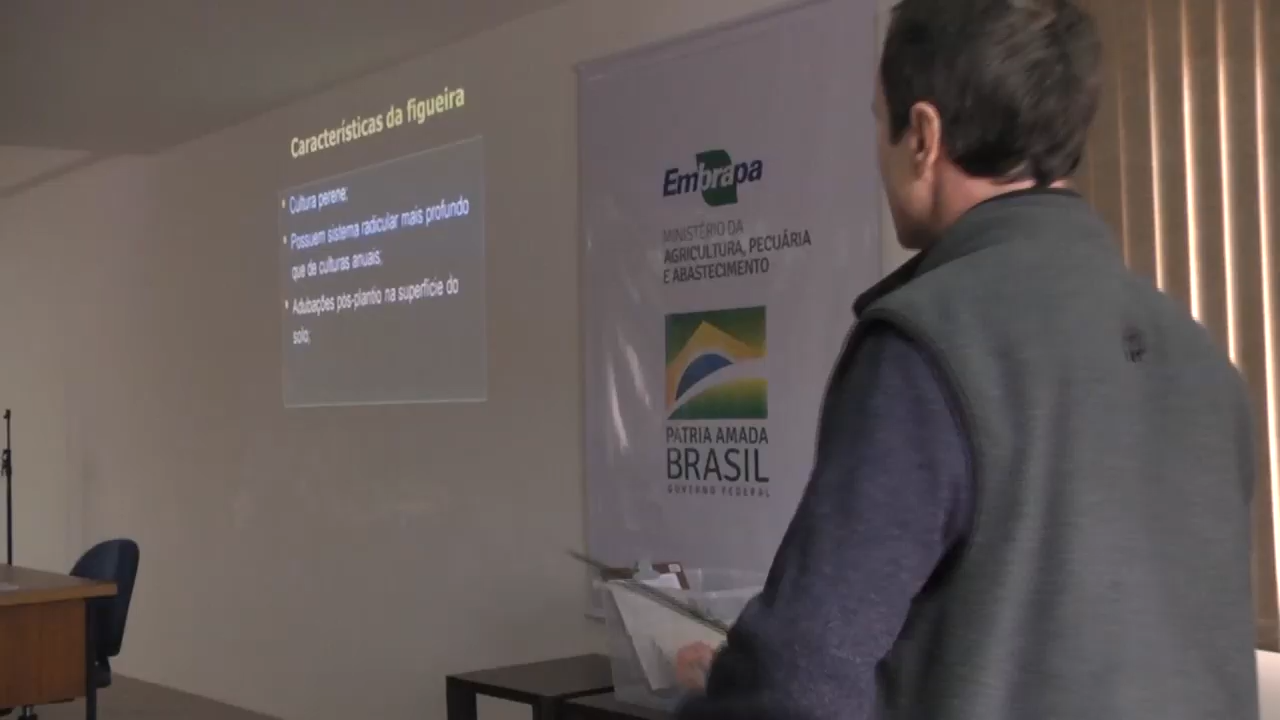 Características da figueira
Cultura perene;
Possuem sistema radicular mais profundo
que de culturas anuais;
Adubações pós-plantio na superfície do
solo;
Embrapa
MINISTÉRIO DA
AGRICULTURA, PECUÁRIA
E ABASTECIMENTO
PATRIA AMADA
BRASIL
GOVERNO FEDERAL